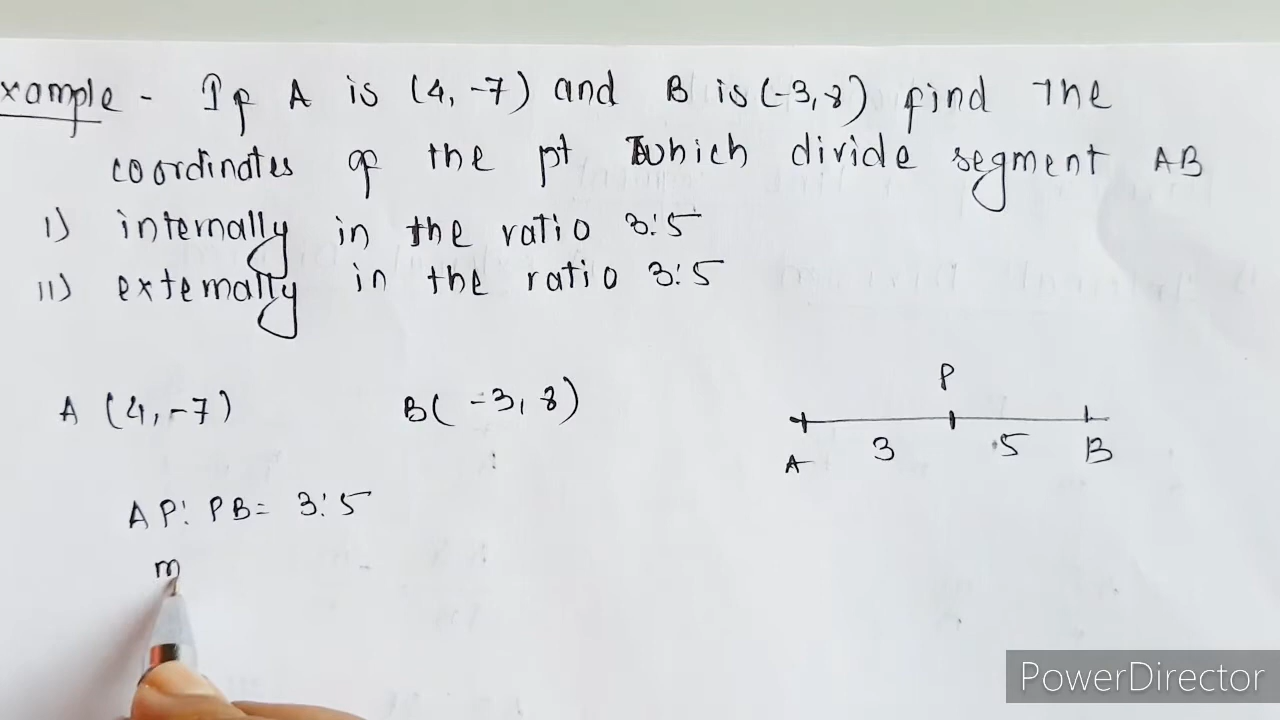 xample - If A is (4, -7) and B is (-3, 8) find the
coordinates of the pt which divide segment AB
i) internally in the ratio 3:5
ii) externally in the ratio 3:5
P
A (4, -7) B( -3, 8)
3 5
A B
AP: PB= 3:5
m
PowerDirector